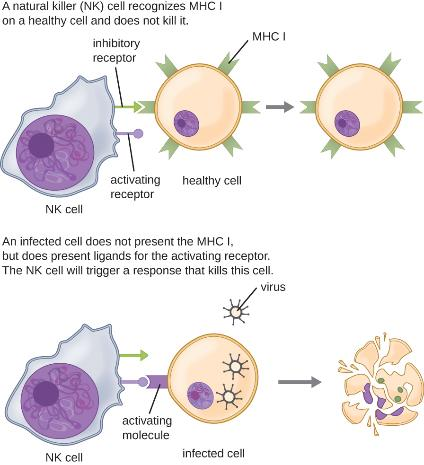 A natural killer (NK) cell recognizes MHC I
on a healthy cell and does not kill it.
inhibitory
receptor
MHC I
activating
receptor
healthy cell
NK cell
An infected cell does not present the MHC I,
but does present ligands for the activating receptor.
The NK cell will trigger a response that kills this cell.
virus
activating
molecule
infected cell
NK cell